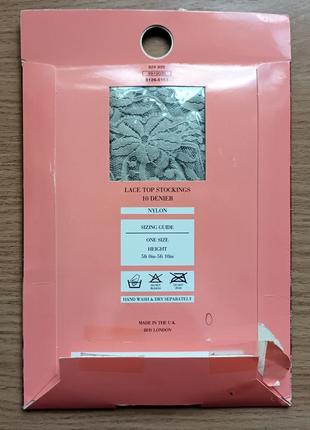 LACE TOP STOCKINGS
10 DENIER
NYLON
SIZING GUIDE
ONE SIZE
HEIGHT
5ft 0in-5ft 10in
HAND WASH & DRY SEPARATELY
MADE IN THE U.K.
BHS LONDON